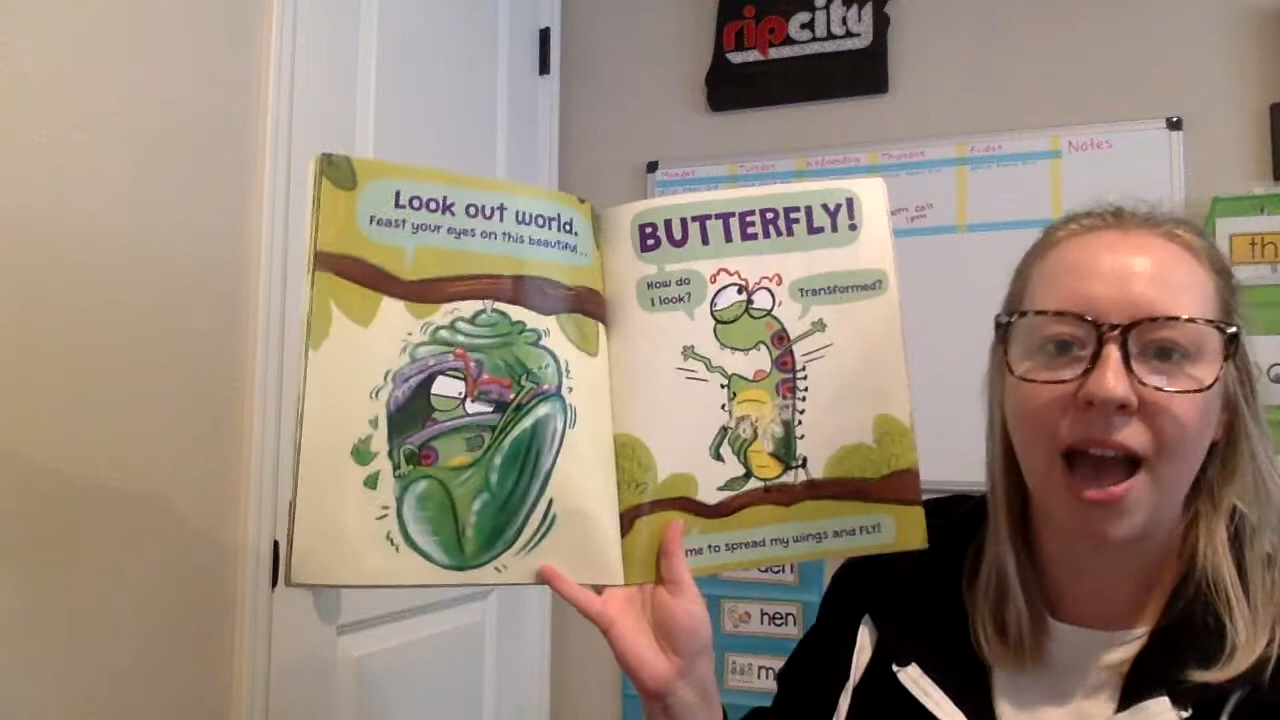 ripcity
Monday Tuesday Wednesday Thursday Friday Notes
1pm
th
Look out world.
Feast your eyes on this beautiful...
BUTTERFLY!
How do
I look?
Transformed?
me to spread my wings and FLY!
hen